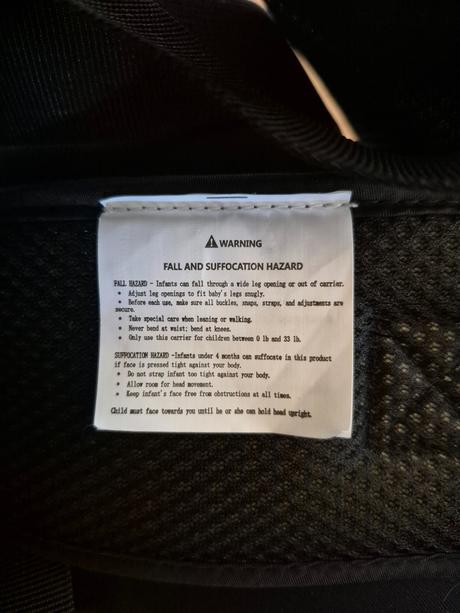 ⚠ WARNING
FALL AND SUFFOCATION HAZARD
FALL HAZARD - Infants can fall through a wide leg opening or out of carrier.
• Adjust leg openings to fit baby's legs snugly.
• Before each use, make sure all buckles, snaps, straps, and adjustments are
secure.
• Take special care when leaning or walking.
• Never bend at waist; bend at knees.
• Only use this carrier for children between 0 lb and 33 lb.
SUFFOCATION HAZARD -Infants under 4 months can suffocate in this product
if face is pressed tight against your body.
• Do not strap infant too tight against your body.
• Allow room for head movement.
• Keep infant's face free from obstructions at all times.
Child must face towards you until he or she can hold head upright.